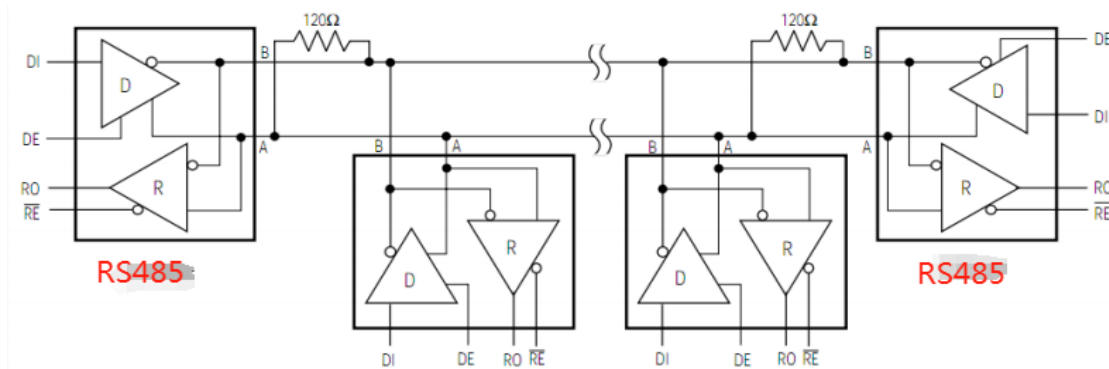 120Ω 120Ω
DI B B DE
D D
DI
DE A A
B A B A
RO R R RO
RE RE
R R
D D
RS485 RS485
DI DE RO RE DI DE RO RE